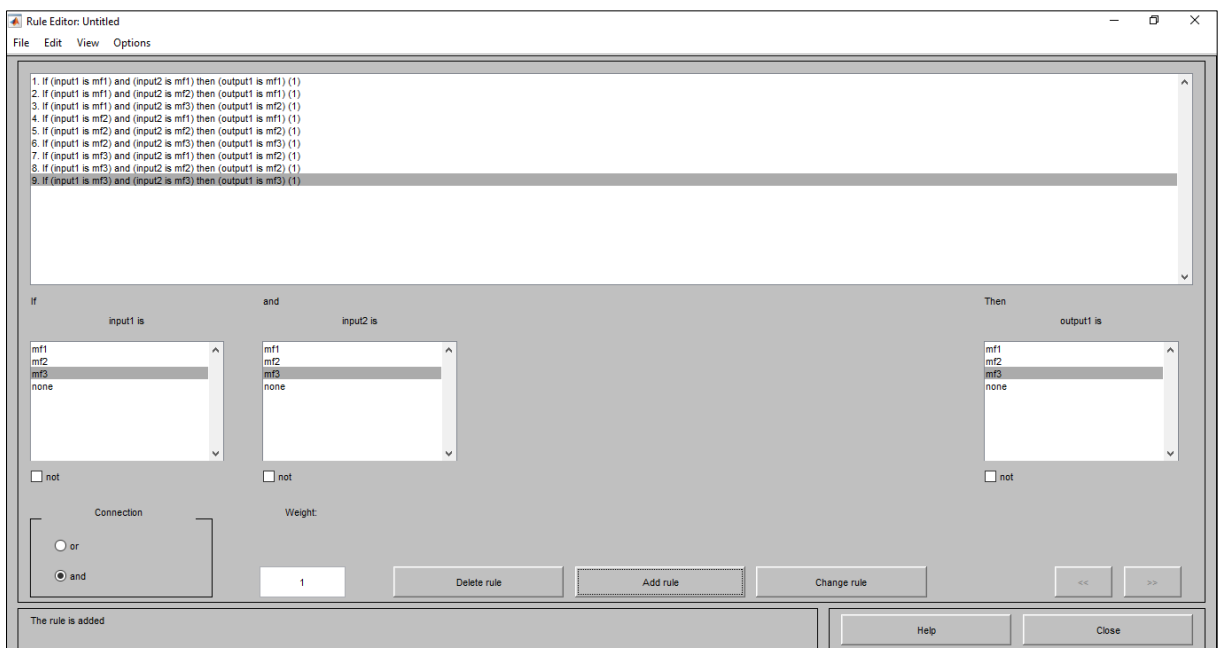 Rule Editor: Untitled
File Edit View Options
1. If (input1 is mf1) and (input2 is mf1) then (output1 is mf1) (1)
2. If (input1 is mf1) and (input2 is mf2) then (output1 is mf1) (1)
3. If (input1 is mf1) and (input2 is mf3) then (output1 is mf2) (1)
4. If (input1 is mf2) and (input2 is mf1) then (output1 is mf1) (1)
5. If (input1 is mf2) and (input2 is mf2) then (output1 is mf2) (1)
6. If (input1 is mf2) and (input2 is mf3) then (output1 is mf3) (1)
7. If (input1 is mf3) and (input2 is mf1) then (output1 is mf2) (1)
8. If (input1 is mf3) and (input2 is mf2) then (output1 is mf2) (1)
9. If (input1 is mf3) and (input2 is mf3) then (output1 is mf3) (1)
If
input1 is
mf1
mf2
mf3
none
not
and
input2 is
mf1
mf2
mf3
none
not
Then
output1 is
mf1
mf2
mf3
none
not
Connection
or
and
Weight:
1
Delete rule
Add rule
Change rule
<<
>>
The rule is added
Help
Close